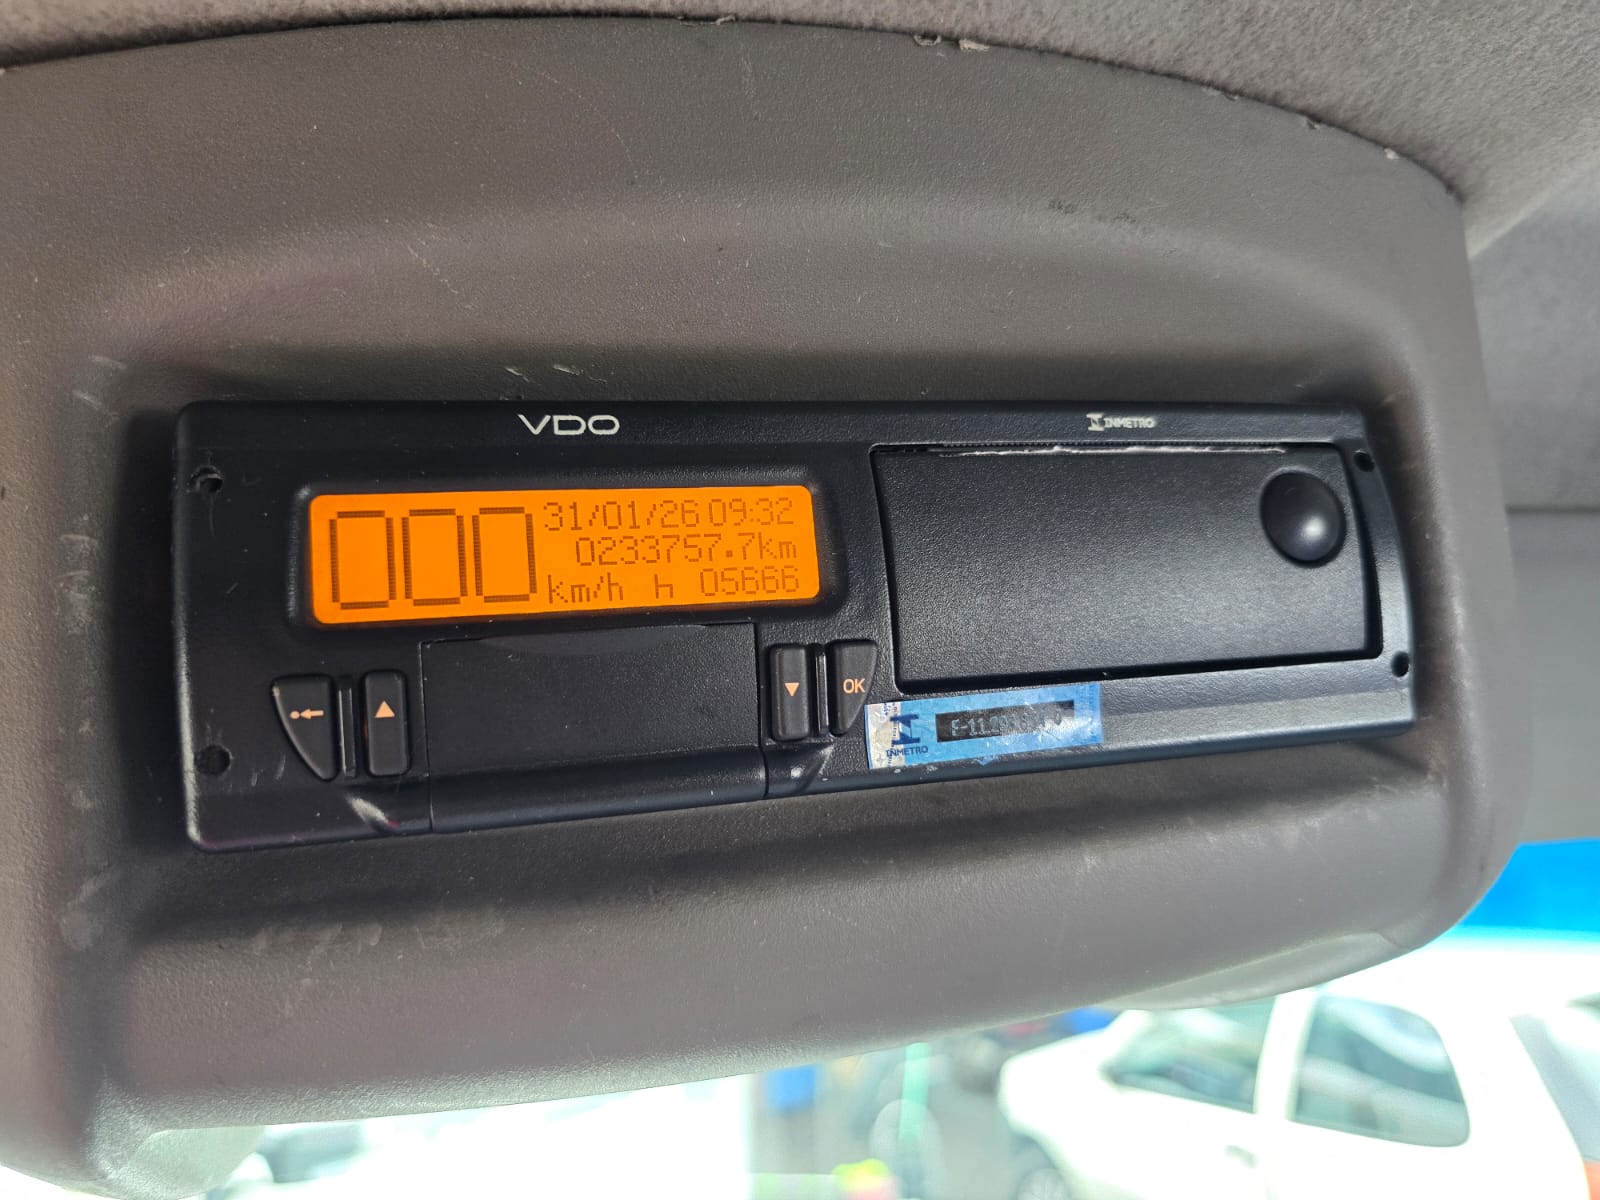 VDO
INMETRO
000
31/01/26 09:32
0233757.7km
km/h h 05666
OK
INMETRO